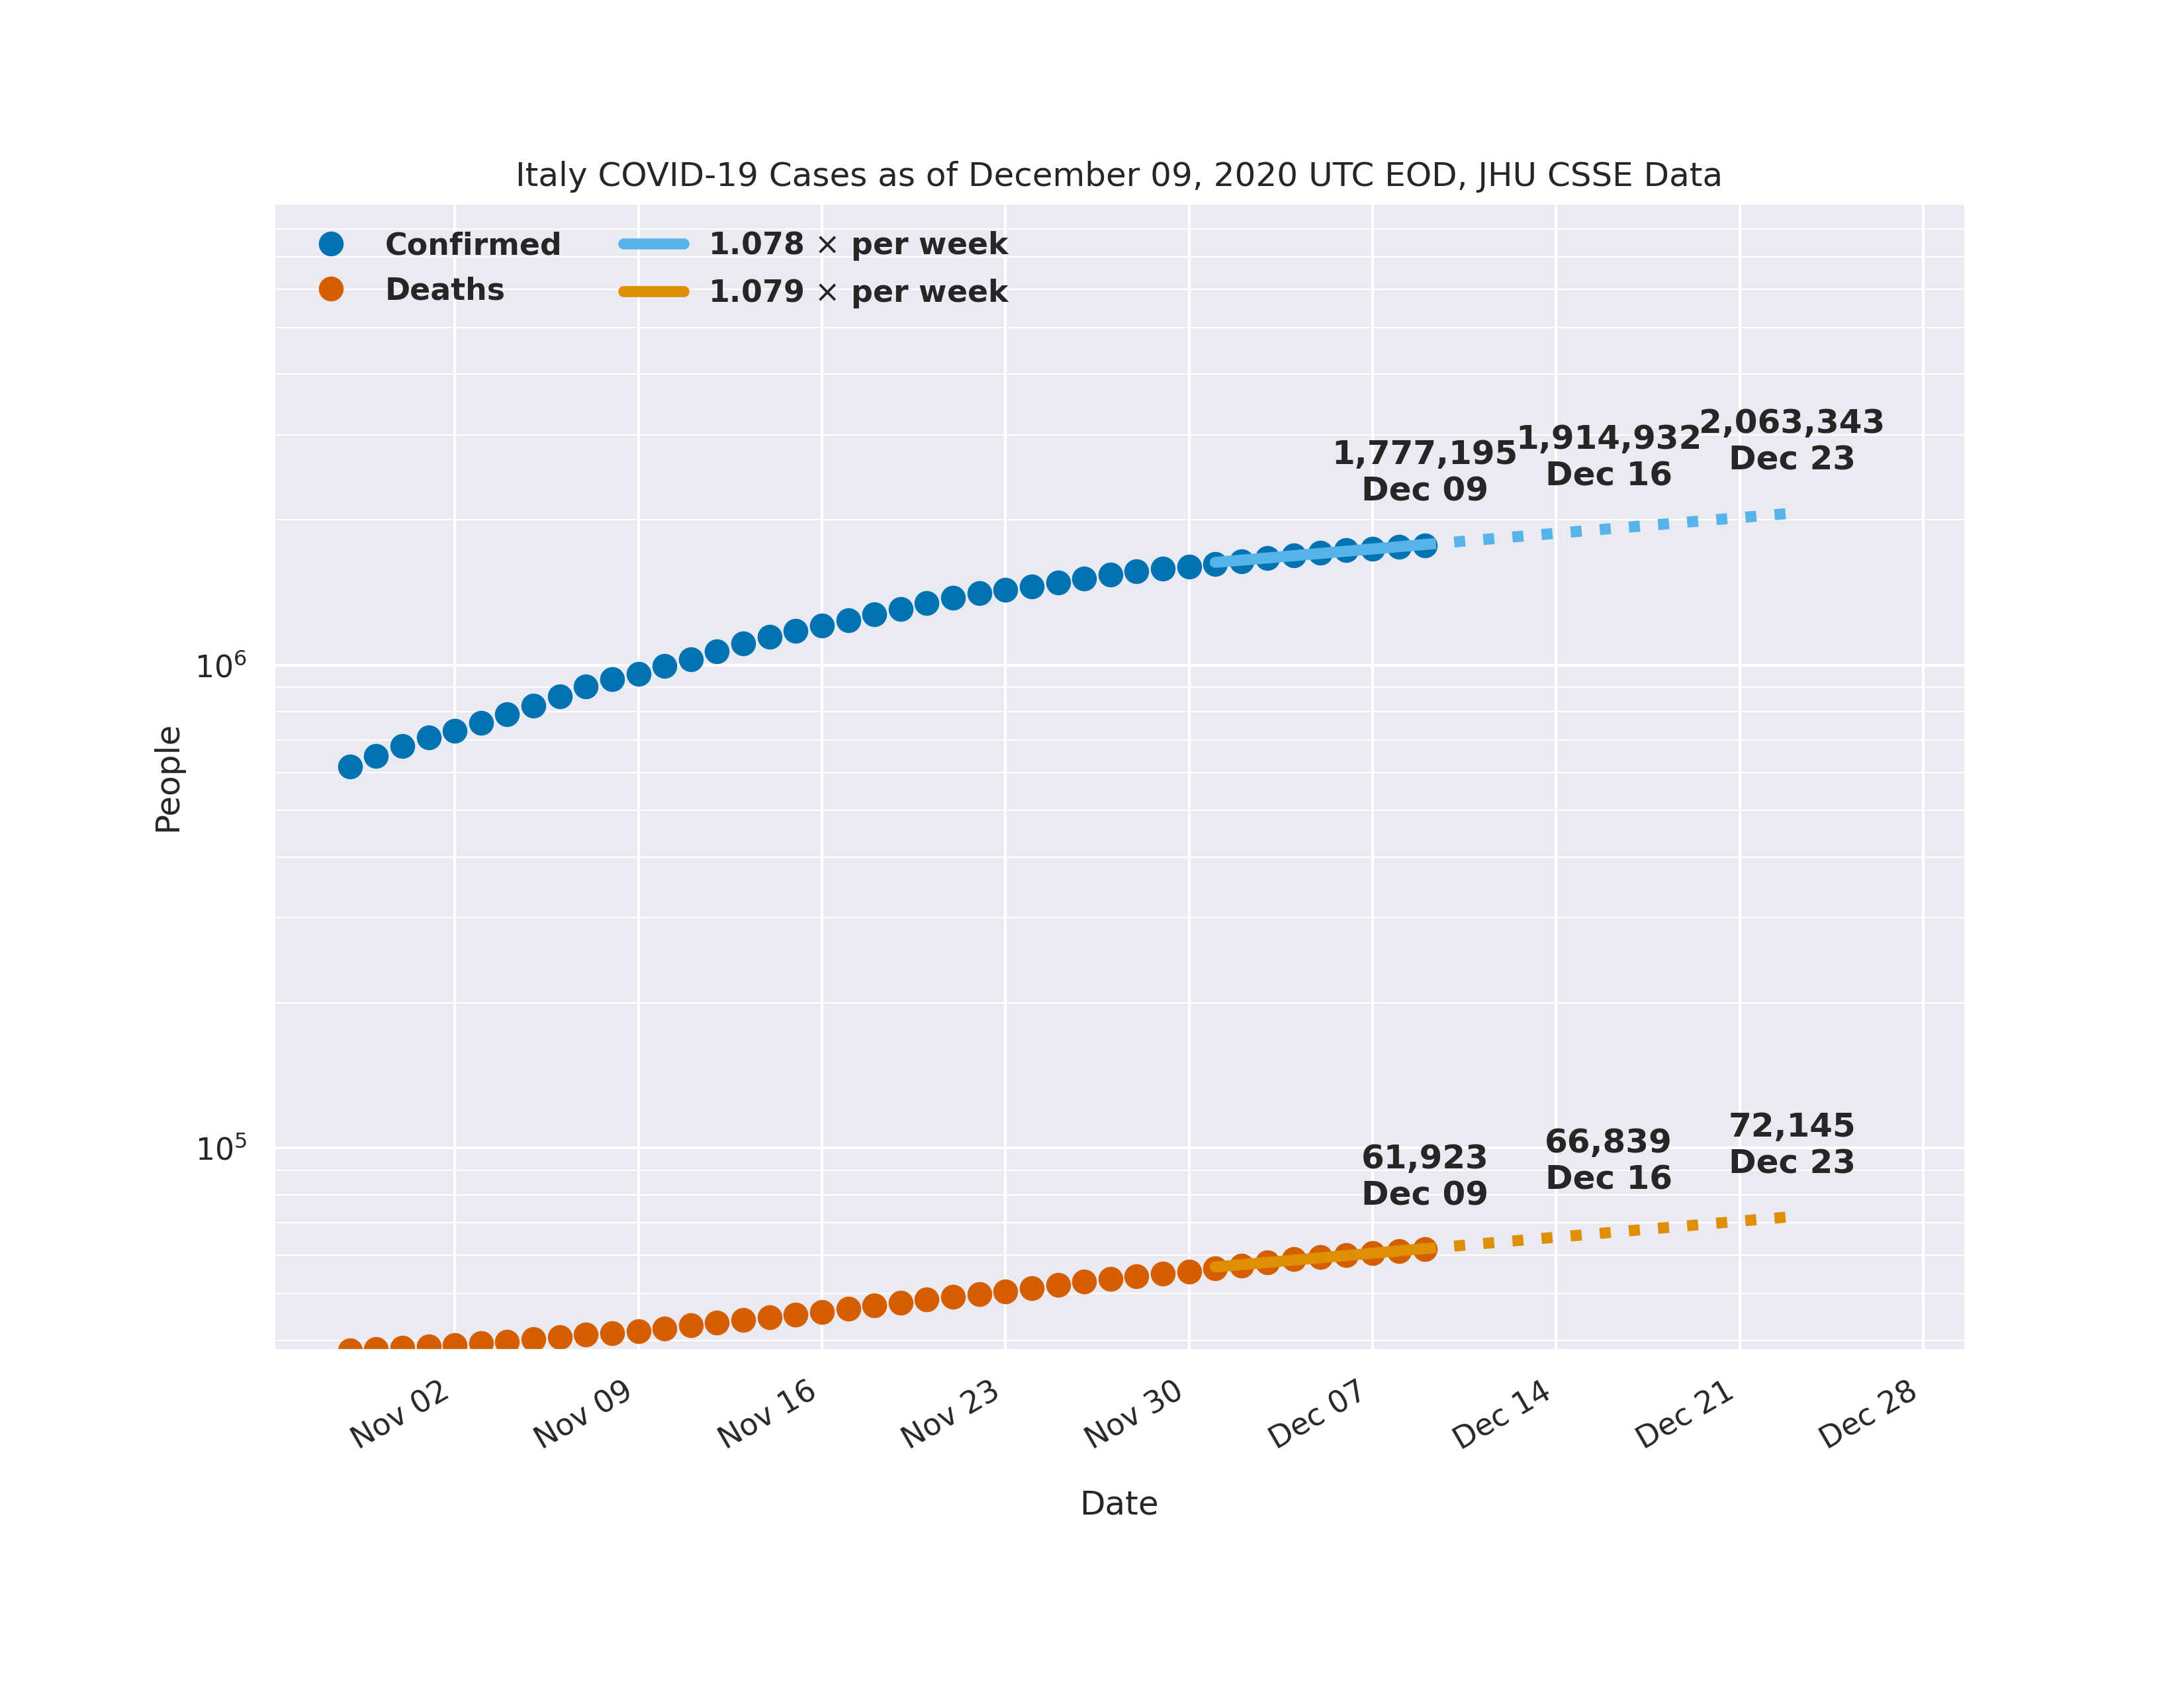 Italy COVID-19 Cases as of December 09, 2020 UTC EOD, JHU CSSE Data
Confirmed
Deaths
1.078 × per week
1.079 × per week
1,777,195
Dec 09
1,914,932
Dec 16
2,063,343
Dec 23
10⁶
People
10⁵
61,923
Dec 09
66,839
Dec 16
72,145
Dec 23
Nov 02
Nov 09
Nov 16
Nov 23
Nov 30
Dec 07
Dec 14
Dec 21
Dec 28
Date